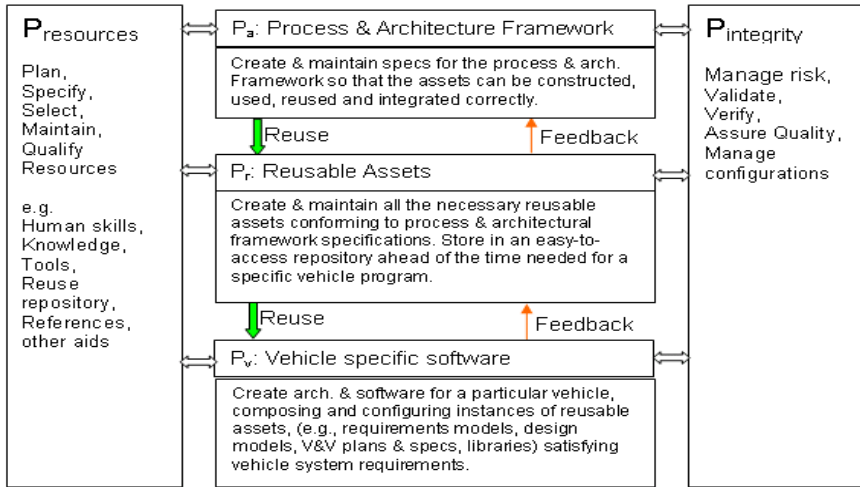 Presources
Plan,
Specify,
Select,
Maintain,
Qualify
Resources
e.g.
Human skills,
Knowledge,
Tools,
Reuse
repository,
References,
other aids
Pa: Process & Architecture Framework
Create & maintain specs for the process & arch.
Framework so that the assets can be constructed,
used, reused and integrated correctly.
Reuse
Feedback
Pr: Reusable Assets
Create & maintain all the necessary reusable
assets conforming to process & architectural
framework specifications. Store in an easy-to-
access repository ahead of the time needed for a
specific vehicle program.
Reuse
Feedback
Pv: Vehicle specific software
Create arch. & software for a particular vehicle,
composing and configuring instances of reusable
assets, (e.g., requirements models, design
models, V&V plans & specs, libraries) satisfying
vehicle system requirements.
Pintegrity
Manage risk,
Validate,
Verify,
Assure Quality,
Manage
configurations